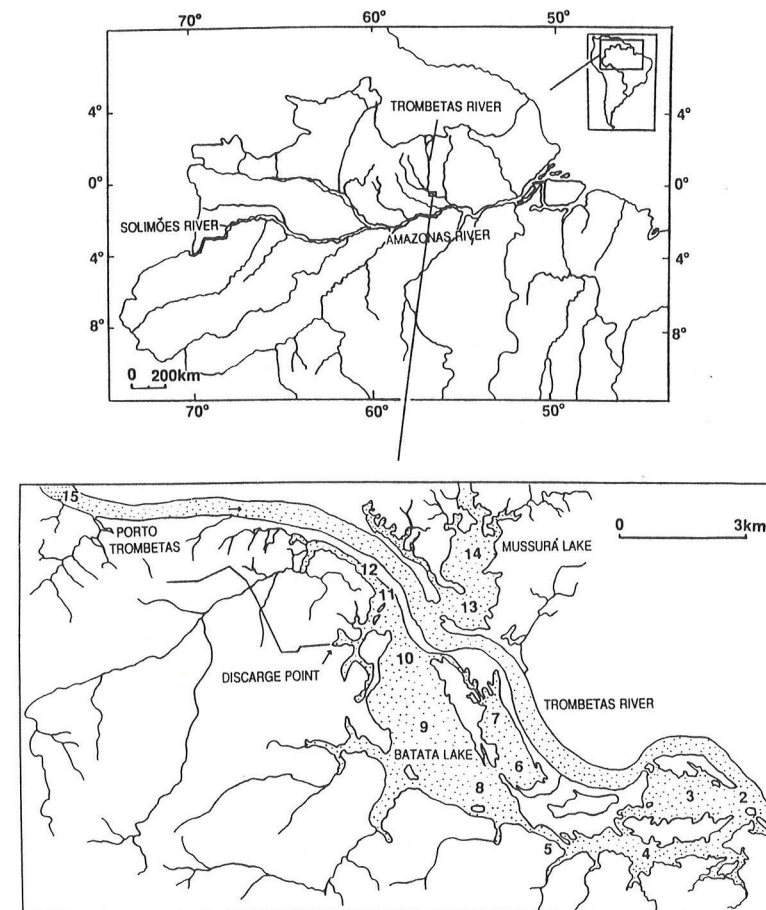 70° 60° 50°
TROMBETAS RIVER
4° 4°
0° 0°
SOLIMÕES RIVER
AMAZONAS RIVER
4° 4°
8° 8°
0 200km
70° 60° 50°
15
PORTO
TROMBETAS
→
14
0 3km
MUSSURÁ LAKE
12
11
13
10
DISCARGE POINT
7
TROMBETAS RIVER
9
BATATA LAKE
6
8
3
2
5
4